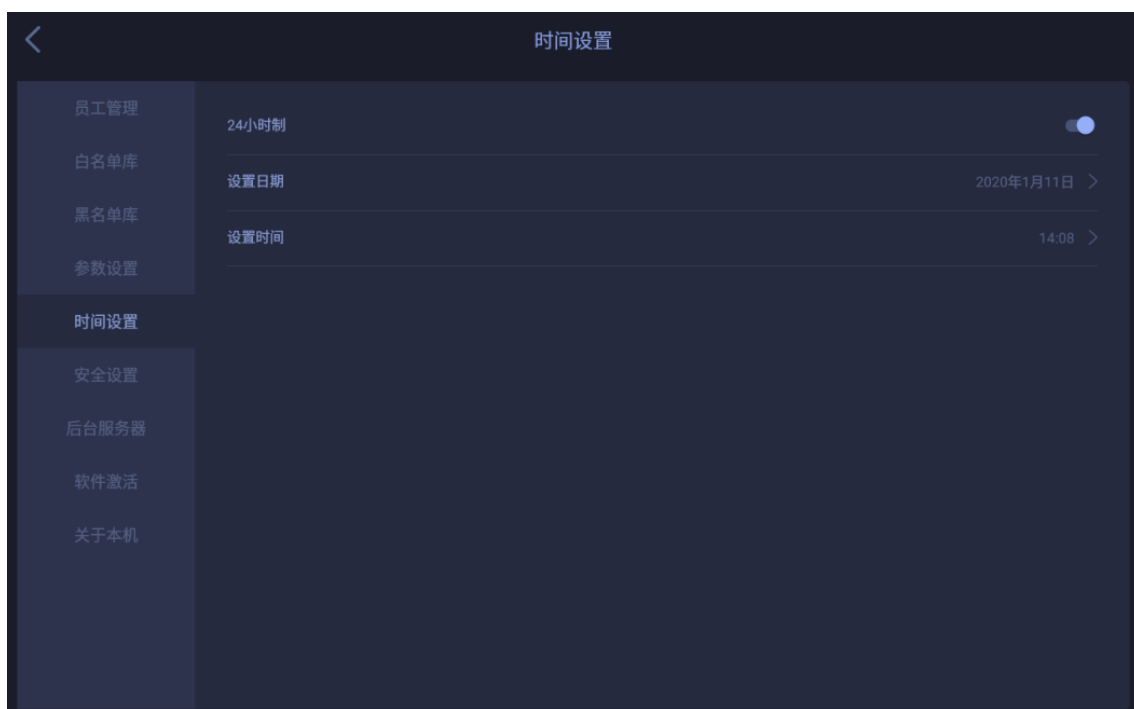 时间设置
员工管理
白名单库
黑名单库
参数设置
时间设置
安全设置
后台服务器
软件激活
关于本机
24小时制
设置日期 2020年1月11日
设置时间 14:08